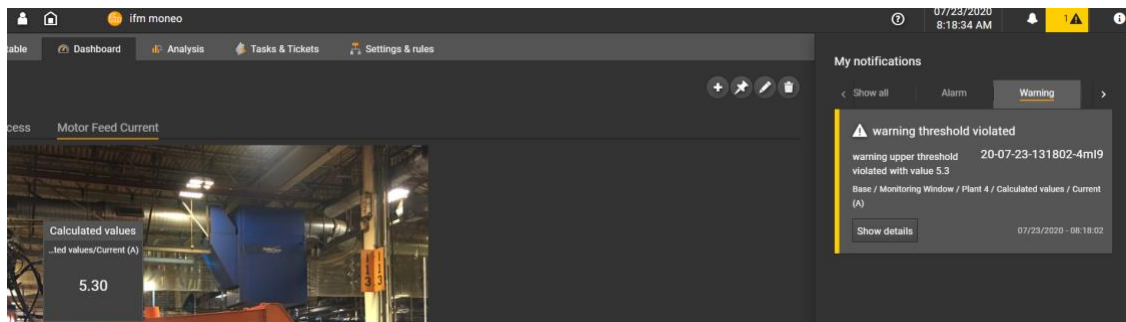 ifm moneo
07/23/2020
8:18:34 AM
1
table
Dashboard
Analysis
Tasks & Tickets
Settings & rules
cess
Motor Feed Current
Calculated values
...ted values/Current (A)
5.30
113
113
My notifications
Show all
Alarm
Warning
warning threshold violated
warning upper threshold
violated with value 5.3
20-07-23-131802-4mI9
Base / Monitoring Window / Plant 4 / Calculated values / Current
(A)
Show details
07/23/2020 - 08:18:02